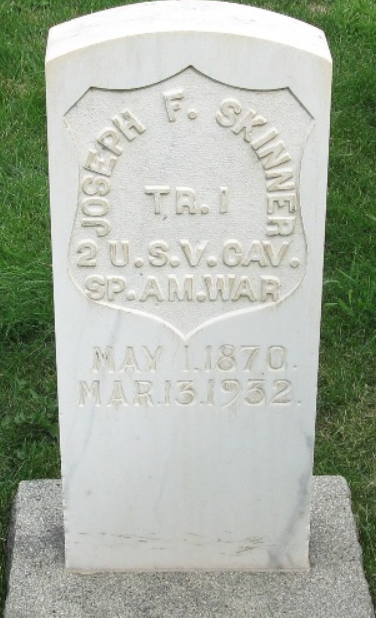 JOSEPH F. SKINNER
TR. I
2 U.S.V. CAV.
SP. AM. WAR
MAY 1. 1870.
MAR. 13. 1932.